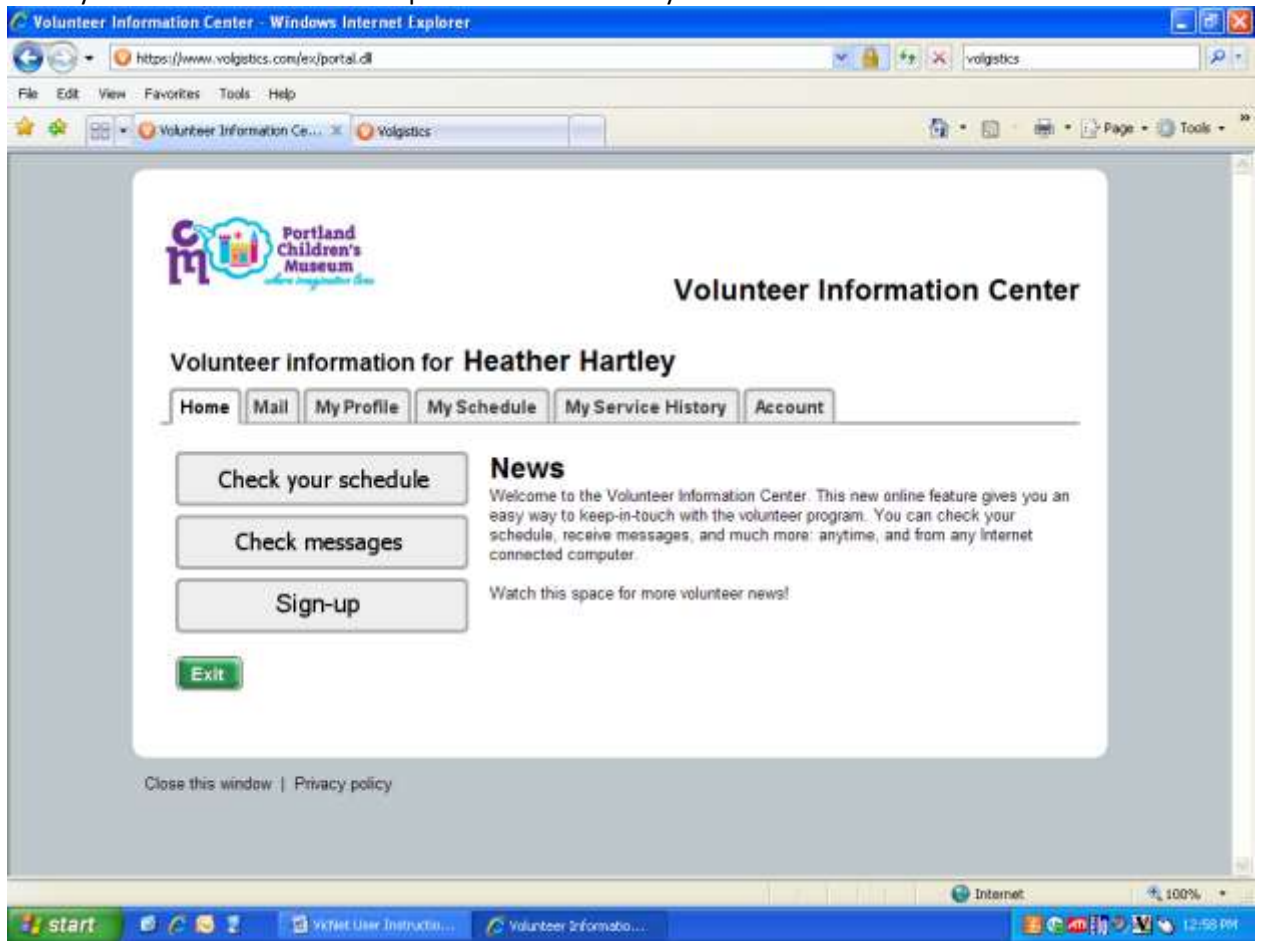 Volunteer Information Center - Windows Internet Explorer
https://www.volgistics.com/ex/portal.dll
volgistics
File Edit View Favorites Tools Help
Volunteer Information Ce... Volgistics
Page Tools
Portland
Children's
Museum
Volunteer Information Center
Volunteer information for Heather Hartley
Home Mail My Profile My Schedule My Service History Account
Check your schedule
Check messages
Sign-up
Exit
News
Welcome to the Volunteer Information Center. This new online feature gives you an
easy way to keep-in-touch with the volunteer program. You can check your
schedule, receive messages, and much more: anytime, and from any Internet
connected computer.
Watch this space for more volunteer news!
Close this window | Privacy policy
Internet 100%
start VicNet User Instructio... Volunteer Informatio... 12:58 PM